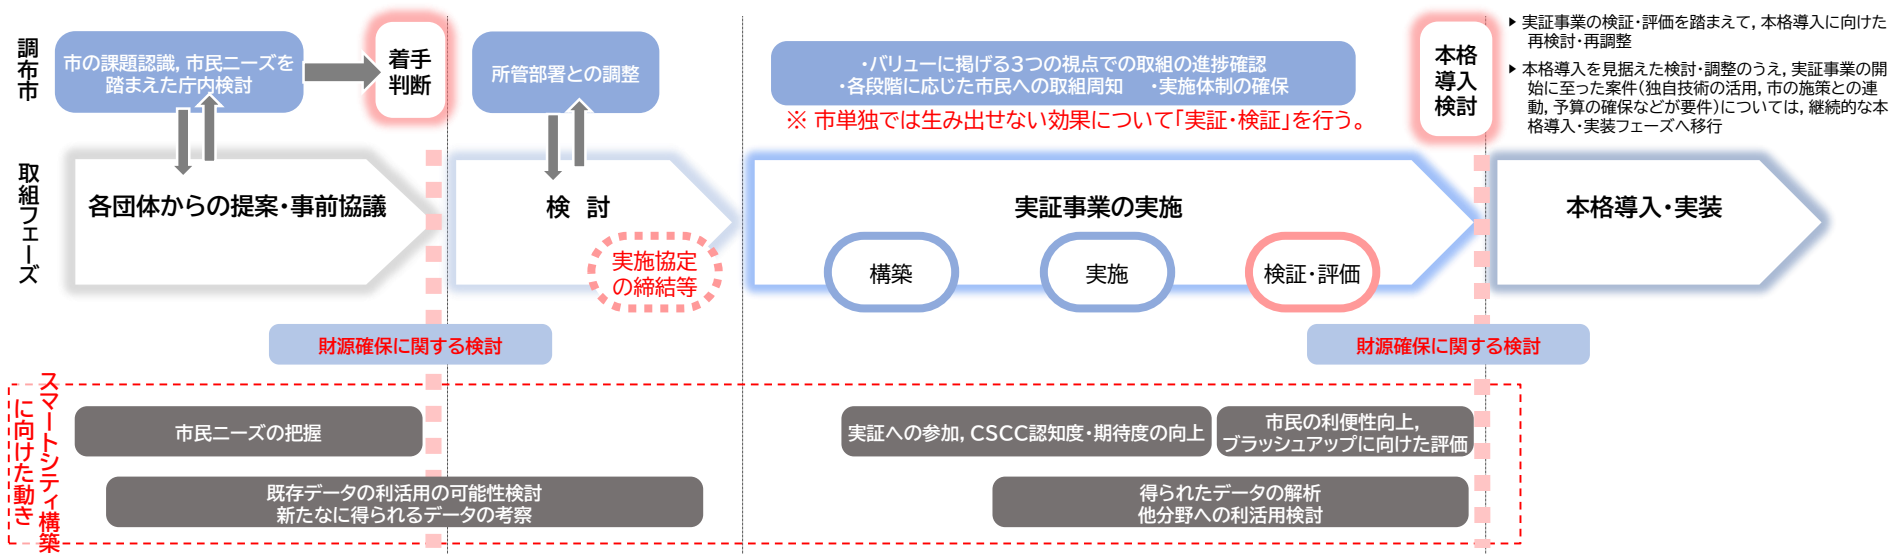 調布市
市の課題認識，市民ニーズを
踏まえた庁内検討
着手
判断
所管部署との調整
・バリューに掲げる３つの視点での取組の進捗確認
・各段階に応じた市民への取組周知　・実施体制の確保
※ 市単独では生み出せない効果について｢実証・検証｣を行う。
本格
導入
検討
▶ 実証事業の検証・評価を踏まえて，本格導入に向けた
再検討・再調整
▶ 本格導入を見据えた検討・調整のうえ，実証事業の開
始に至った案件（独自技術の活用，市の施策との連
動，予算の確保などが要件）については，継続的な本
格導入・実装フェーズへ移行
取組フェーズ
各団体からの提案・事前協議
検　討
実施協定
の締結等
実証事業の実施
構築
実施
検証・評価
本格導入・実装
財源確保に関する検討
財源確保に関する検討
スマートシティ構築
に向けた動き
市民ニーズの把握
実証への参加，CSCC認知度・期待度の向上
市民の利便性向上，
ブラッシュアップに向けた評価
既存データの利活用の可能性検討
新たに得られるデータの考察
得られたデータの解析
他分野への利活用検討